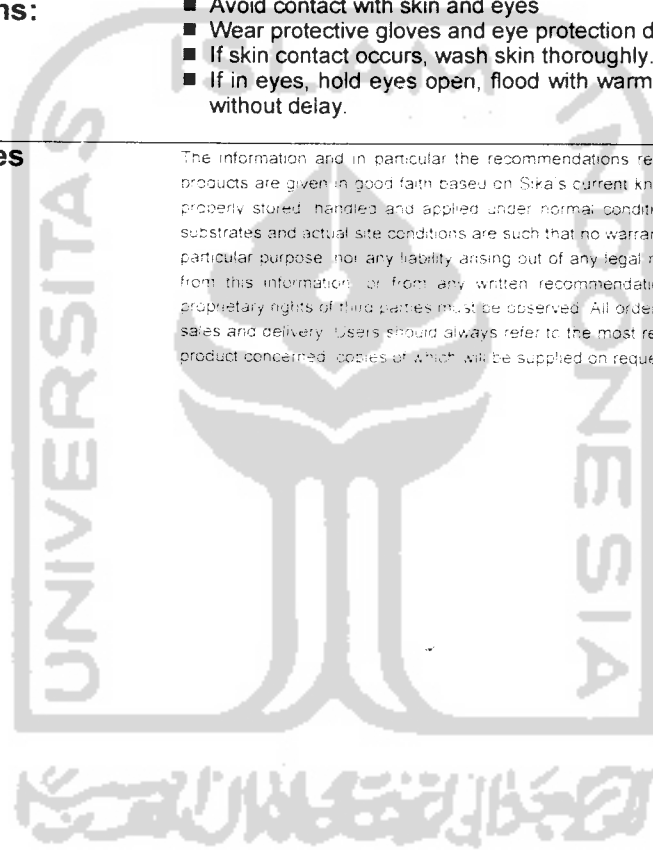 ns:
■ Avoid contact with skin and eyes
■ Wear protective gloves and eye protection d
■ If skin contact occurs, wash skin thoroughly.
■ If in eyes, hold eyes open, flood with warm
without delay.
es
The information and in particular the recommendations re
products are given in good faith based on Sika's current kn
properly stored handled and applied under normal condit
substrates and actual site conditions are such that no warran
particular purpose nor any liability arising out of any legal r
from this information or from any written recommendati
proprietary rights of third parties must be observed All order
sales and delivery Users should always refer to the most re
product concerned copies of which will be supplied on reque
ISLAM
UNIVERSITAS
INDONESIA